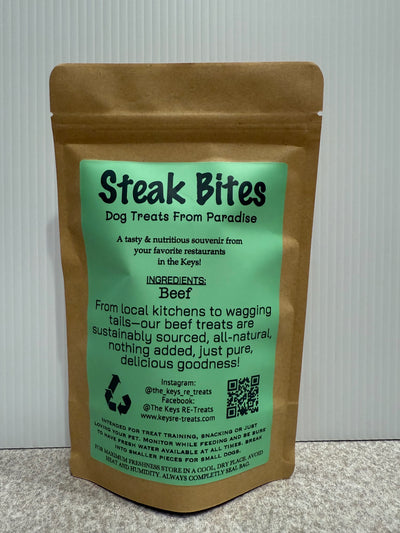 Steak Bites
Dog Treats From Paradise
A tasty & nutritious souvenir from
your favorite restaurants
in the Keys!
INGREDIENTS:
Beef
From local kitchens to wagging
tails—our beef treats are
sustainably sourced, all-natural,
nothing added, just pure,
delicious goodness!
Instagram:
@the_keys_re_treats
Facebook:
@The Keys RE-Treats
www.keysre-treats.com
INTENDED FOR TREAT TRAINING, SNACKING OR JUST
LOVING YOUR PET. MONITOR WHILE FEEDING AND BE SURE
TO HAVE FRESH WATER AVAILABLE AT ALL TIMES. BREAK
INTO SMALLER PIECES FOR SMALL DOGS.
FOR MAXIMUM FRESHNESS STORE IN A COOL, DRY PLACE. AVOID
HEAT AND HUMIDITY. ALWAYS COMPLETLY SEAL BAG.